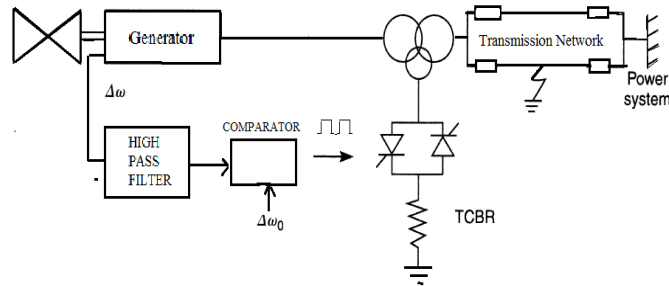 Generator
Transmission Network
Power
system
Δω
COMPARATOR
HIGH
PASS
FILTER
Δω₀
TCBR